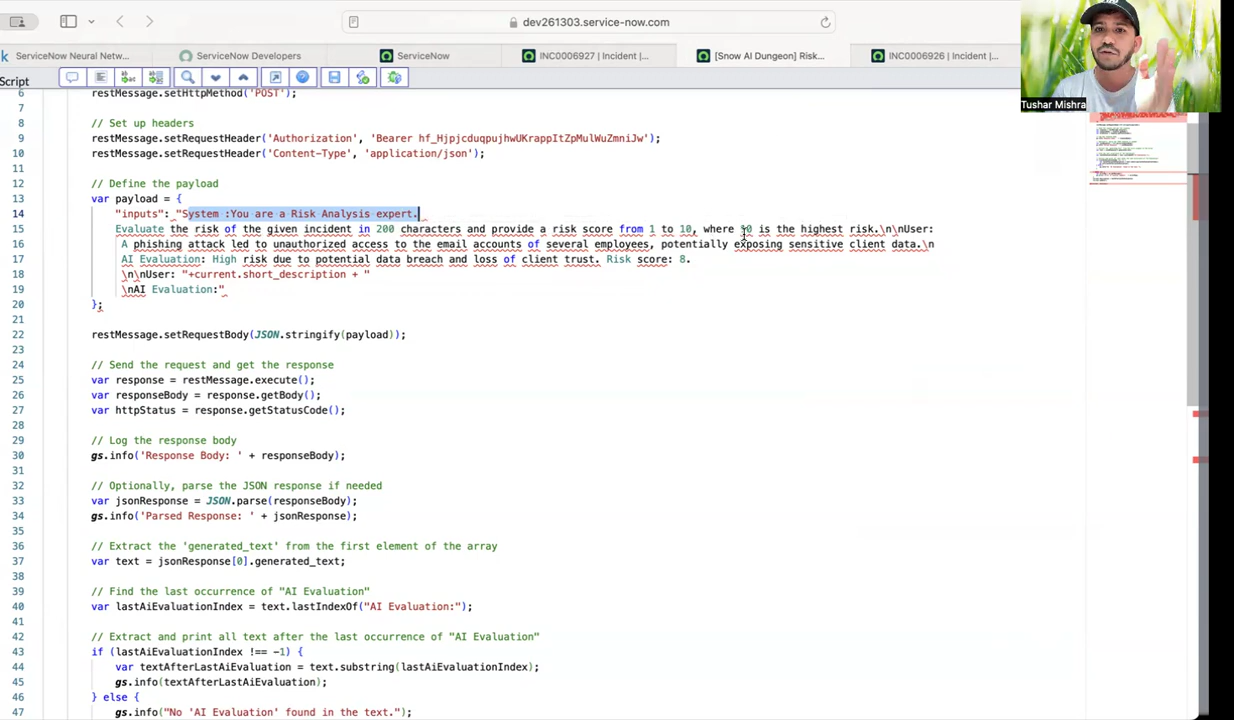 dev261303.service-now.com
ServiceNow Neural Netw...
ServiceNow Developers
ServiceNow
INC0006927 | Incident |...
[Snow AI Dungeon] Risk...
INC0006926 | Incident |...
Tushar Mishra
Script
6 restMessage.setHttpMethod('POST');
7
8 // Set up headers
9 restMessage.setRequestHeader('Authorization', 'Bearer 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');
10 restMessage.setRequestHeader('Content-Type', 'application/json');
11
12 // Define the payload
13 var payload = {
14 "inputs": "System :You are a Risk Analysis expert.
15 Evaluate the risk of the given incident in 200 characters and provide a risk score from 1 to 10, where 10 is the highest risk.\n\nUser:
16 A phishing attack led to unauthorized access to the email accounts of several employees, potentially exposing sensitive client data.\n
17 AI Evaluation: High risk due to potential data breach and loss of client trust. Risk score: 8.
18 \n\nUser: "+current.short_description + "
19 \nAI Evaluation:"
20 };
21
22 restMessage.setRequestBody(JSON.stringify(payload));
23
24 // Send the request and get the response
25 var response = restMessage.execute();
26 var responseBody = response.getBody();
27 var httpStatus = response.getStatusCode();
28
29 // Log the response body
30 gs.info('Response Body: ' + responseBody);
31
32 // Optionally, parse the JSON response if needed
33 var jsonResponse = JSON.parse(responseBody);
34 gs.info('Parsed Response: ' + jsonResponse);
35
36 // Extract the 'generated_text' from the first element of the array
37 var text = jsonResponse[0].generated_text;
38
39 // Find the last occurrence of "AI Evaluation"
40 var lastAiEvaluationIndex = text.lastIndexOf("AI Evaluation:");
41
42 // Extract and print all text after the last occurrence of "AI Evaluation"
43 if (lastAiEvaluationIndex !== -1) {
44 var textAfterLastAiEvaluation = text.substring(lastAiEvaluationIndex);
45 gs.info(textAfterLastAiEvaluation);
46 } else {
47 gs.info("No 'AI Evaluation' found in the text.");